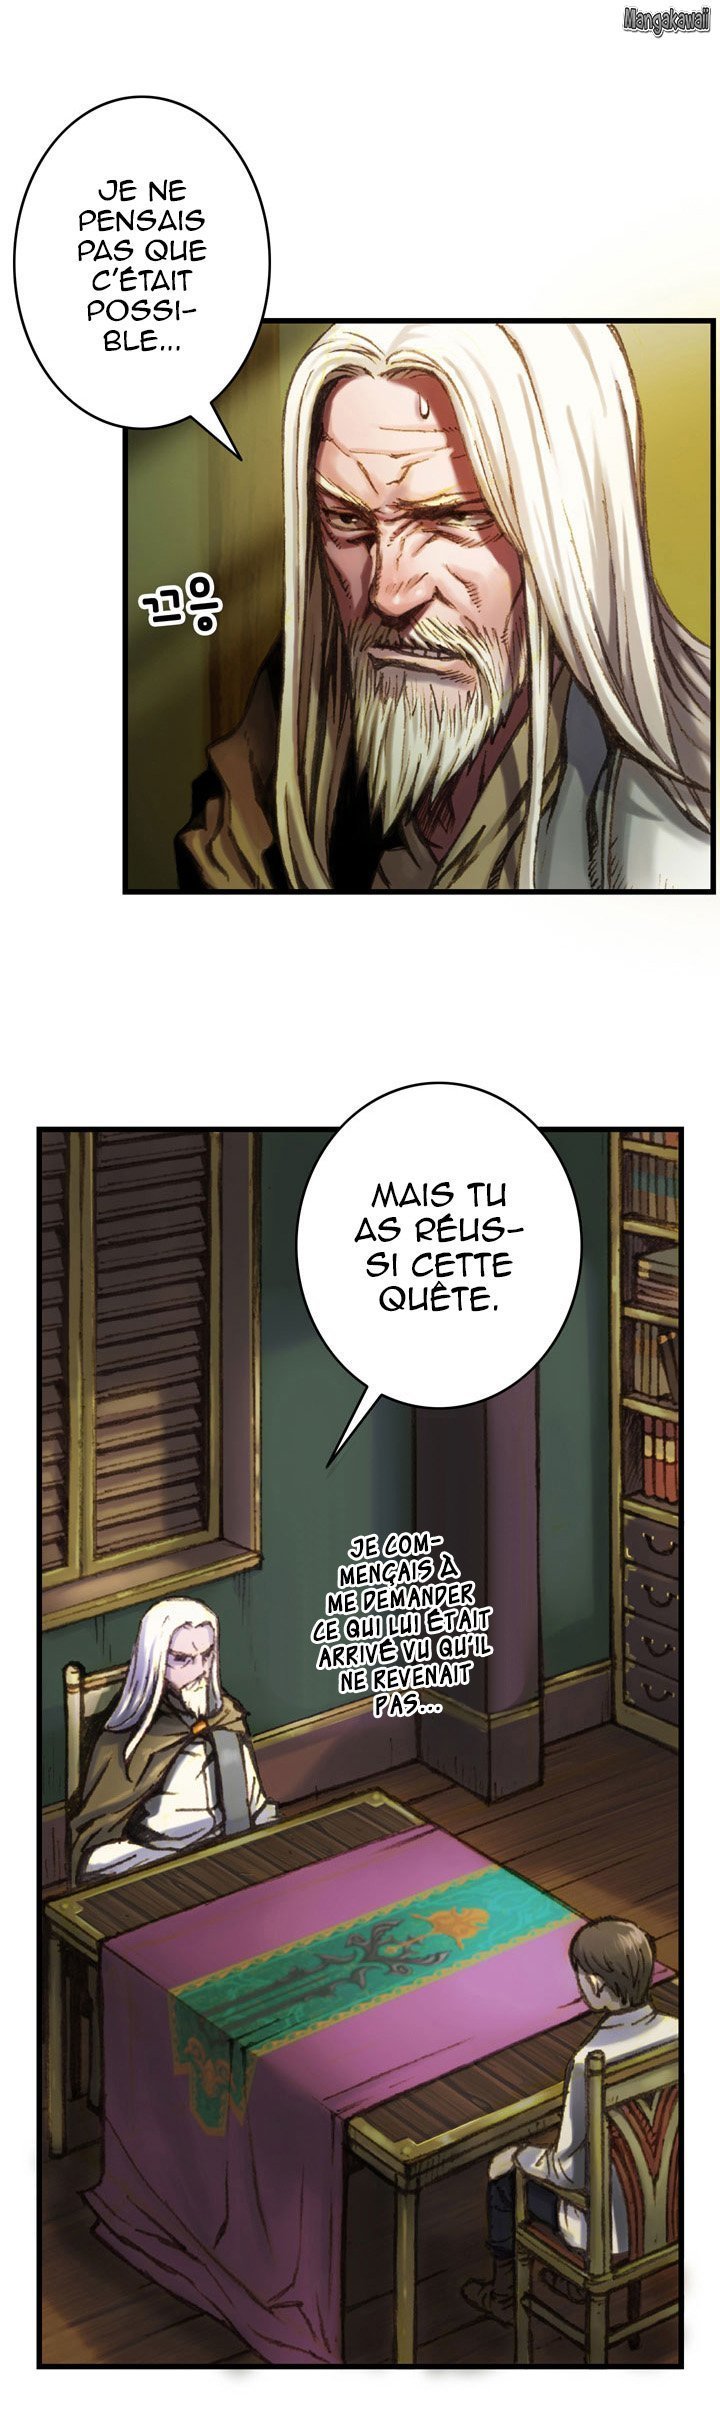 Mangakawaii
JE NE
PENSAIS
PAS QUE
C'ÉTAIT
POSSI-
BLE...
끄응
MAIS TU
AS RÉUS-
SI CETTE
QUÊTE.
JE COM-
MENÇAIS À
ME DEMANDER
CE QUI LUI ÉTAIT
ARRIVÉ VU QU'IL
NE REVENAIT
PAS...